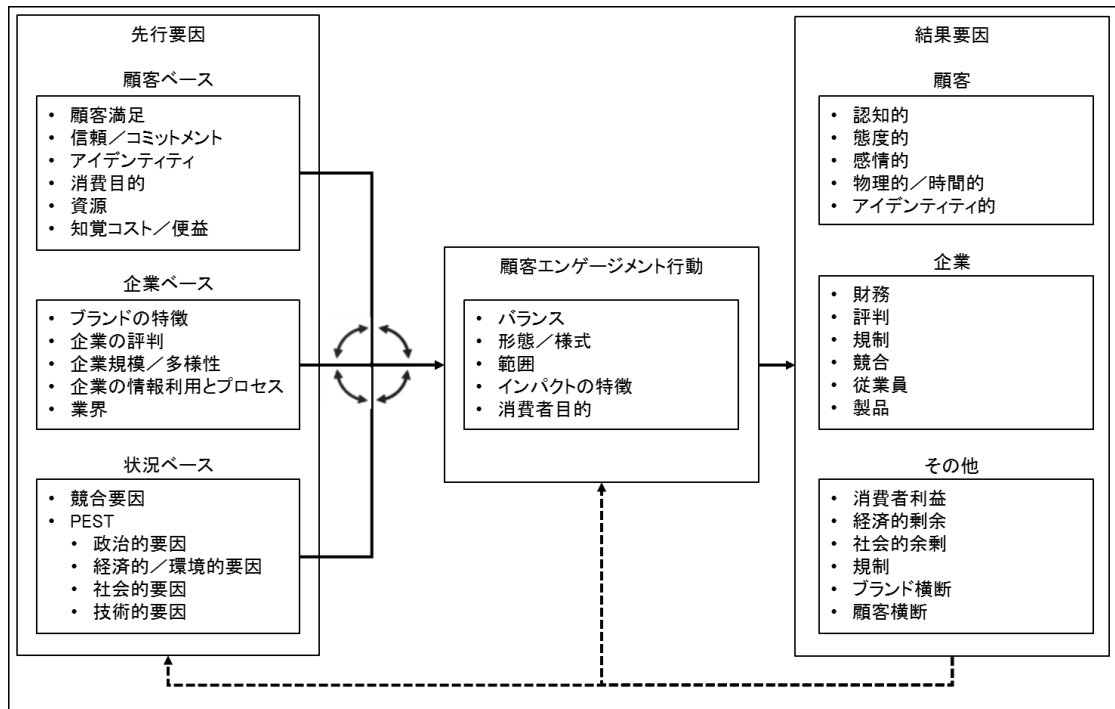 先行要因
顧客ベース
• 顧客満足
• 信頼／コミットメント
• アイデンティティ
• 消費目的
• 資源
• 知覚コスト／便益
企業ベース
• ブランドの特徴
• 企業の評判
• 企業規模／多様性
• 企業の情報利用とプロセス
• 業界
状況ベース
• 競合要因
• PEST
• 政治的要因
• 経済的／環境的要因
• 社会的要因
• 技術的要因
顧客エンゲージメント行動
• バランス
• 形態／様式
• 範囲
• インパクトの特徴
• 消費者目的
結果要因
顧客
• 認知的
• 態度的
• 感情的
• 物理的／時間的
• アイデンティティ的
企業
• 財務
• 評判
• 規制
• 競合
• 従業員
• 製品
その他
• 消費者利益
• 経済的剰余
• 社会的余剰
• 規制
• ブランド横断
• 顧客横断